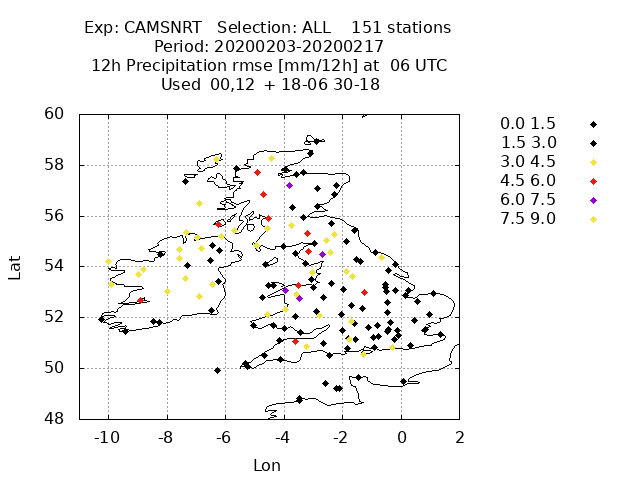 Exp: CAMSNRT Selection: ALL 151 stations
Period: 20200203-20200217
12h Precipitation rmse [mm/12h] at 06 UTC
Used 00,12 + 18-06 30-18
60
58
56
54
52
50
48
Lat
-10 -8 -6 -4 -2 0 2
Lon
0.0 1.5
1.5 3.0
3.0 4.5
4.5 6.0
6.0 7.5
7.5 9.0